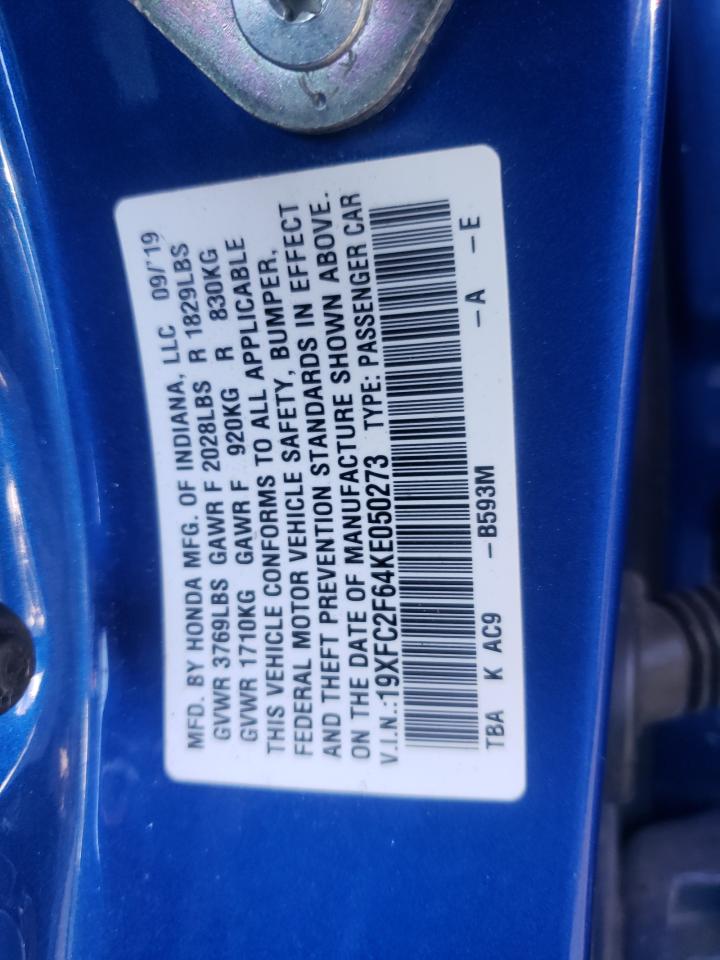 MFD. BY HONDA MFG. OF INDIANA, LLC 09/'19
GVWR 3769LBS GAWR F 2028LBS R 1829LBS
GVWR 1710KG GAWR F 920KG R 830KG
THIS VEHICLE CONFORMS TO ALL APPLICABLE
FEDERAL MOTOR VEHICLE SAFETY, BUMPER,
AND THEFT PREVENTION STANDARDS IN EFFECT
ON THE DATE OF MANUFACTURE SHOWN ABOVE.
V.I.N.:19XFC2F64KE050273 TYPE: PASSENGER CAR
TBA K AC9 -B593M -A -E